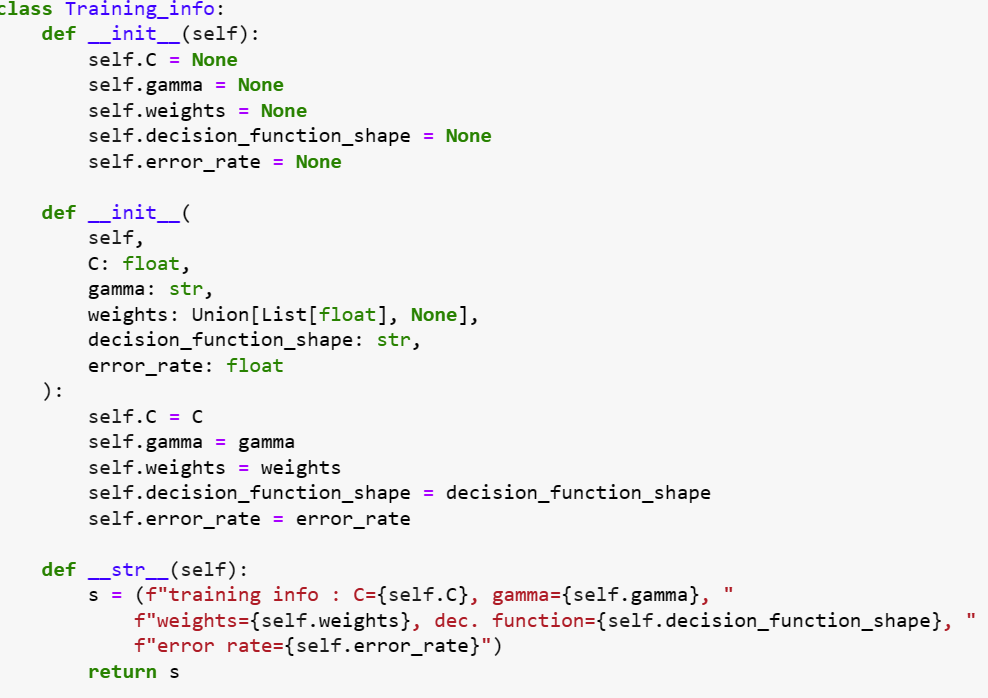 class Training_info:
    def __init__(self):
        self.C = None
        self.gamma = None
        self.weights = None
        self.decision_function_shape = None
        self.error_rate = None

    def __init__(
        self,
        C: float,
        gamma: str,
        weights: Union[List[float], None],
        decision_function_shape: str,
        error_rate: float
    ):
        self.C = C
        self.gamma = gamma
        self.weights = weights
        self.decision_function_shape = decision_function_shape
        self.error_rate = error_rate

    def __str__(self):
        s = (f"training info : C={self.C}, gamma={self.gamma}, "
            f"weights={self.weights}, dec. function={self.decision_function_shape}, "
            f"error rate={self.error_rate}")
        return s